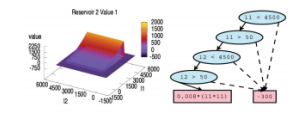 Reservoir 2 Value 1
value
2250
1500
750
0
-750
6000
4500
3000
1500
0
-1500
l2
-1500
0
1500
3000
4500
6000
l1
2000
1500
1000
500
0
-500
l1 < 4500
l1 > 50
l2 < 4500
l2 > 50
0.008*(l1*l1)
-300